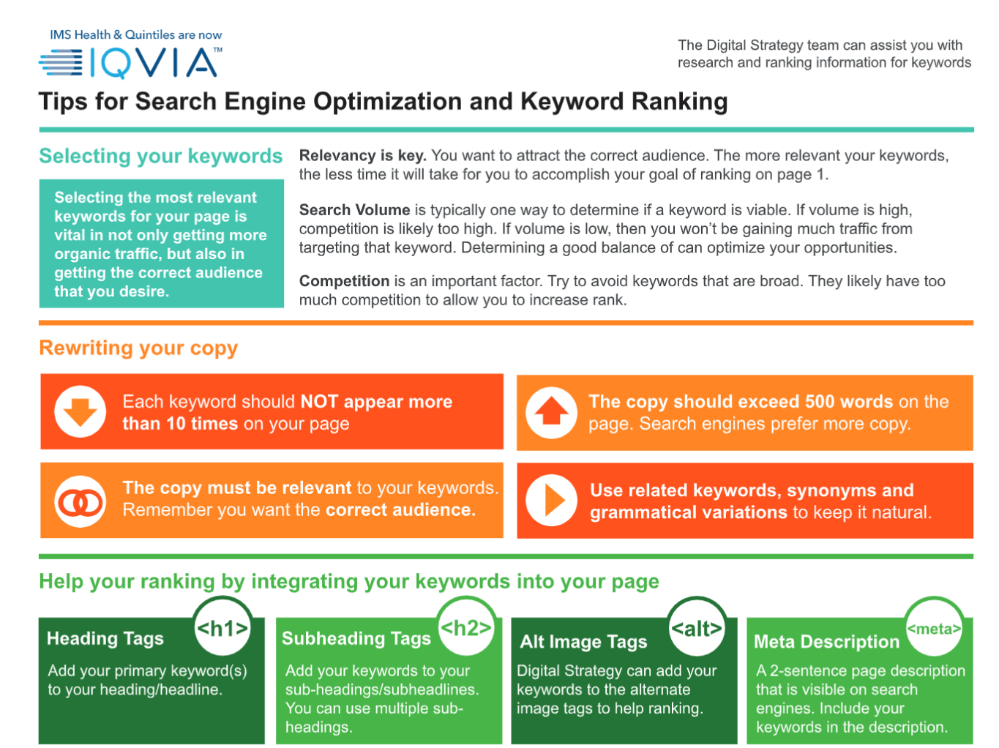 IMS Health & Quintiles are now
IQVIA™
The Digital Strategy team can assist you with
research and ranking information for keywords
Tips for Search Engine Optimization and Keyword Ranking
Selecting your keywords
Selecting the most relevant
keywords for your page is
vital in not only getting more
organic traffic, but also in
getting the correct audience
that you desire.
Relevancy is key. You want to attract the correct audience. The more relevant your keywords,
the less time it will take for you to accomplish your goal of ranking on page 1.
Search Volume is typically one way to determine if a keyword is viable. If volume is high,
competition is likely too high. If volume is low, then you won’t be gaining much traffic from
targeting that keyword. Determining a good balance of can optimize your opportunities.
Competition is an important factor. Try to avoid keywords that are broad. They likely have too
much competition to allow you to increase rank.
Rewriting your copy
Each keyword should NOT appear more
than 10 times on your page
The copy should exceed 500 words on the
page. Search engines prefer more copy.
The copy must be relevant to your keywords.
Remember you want the correct audience.
Use related keywords, synonyms and
grammatical variations to keep it natural.
Help your ranking by integrating your keywords into your page
<h1>
Heading Tags
Add your primary keyword(s)
to your heading/headline.
<h2>
Subheading Tags
Add your keywords to your
sub-headings/subheadlines.
You can use multiple sub-
headings.
<alt>
Alt Image Tags
Digital Strategy can add your
keywords to the alternate
image tags to help ranking.
<meta>
Meta Description
A 2-sentence page description
that is visible on search
engines. Include your
keywords in the description.